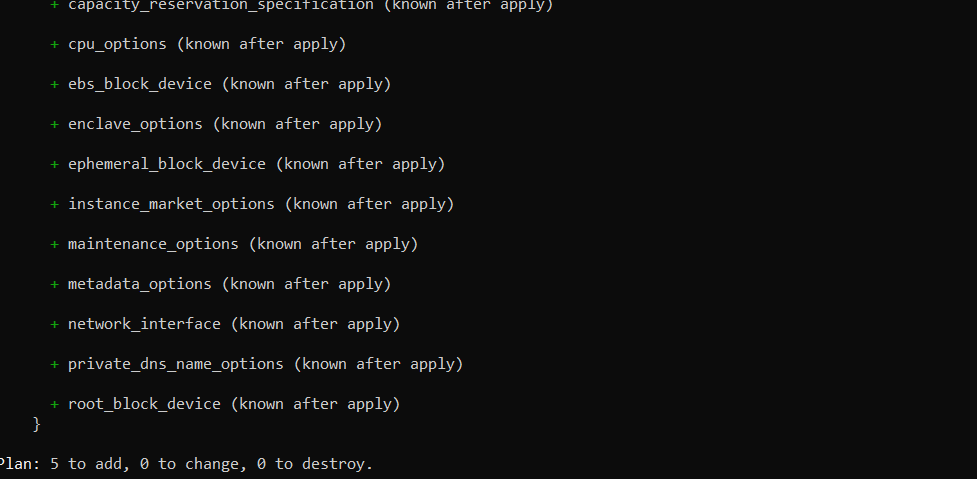 + capacity_reservation_specification (known after apply)
+ cpu_options (known after apply)
+ ebs_block_device (known after apply)
+ enclave_options (known after apply)
+ ephemeral_block_device (known after apply)
+ instance_market_options (known after apply)
+ maintenance_options (known after apply)
+ metadata_options (known after apply)
+ network_interface (known after apply)
+ private_dns_name_options (known after apply)
+ root_block_device (known after apply)
}
Plan: 5 to add, 0 to change, 0 to destroy.